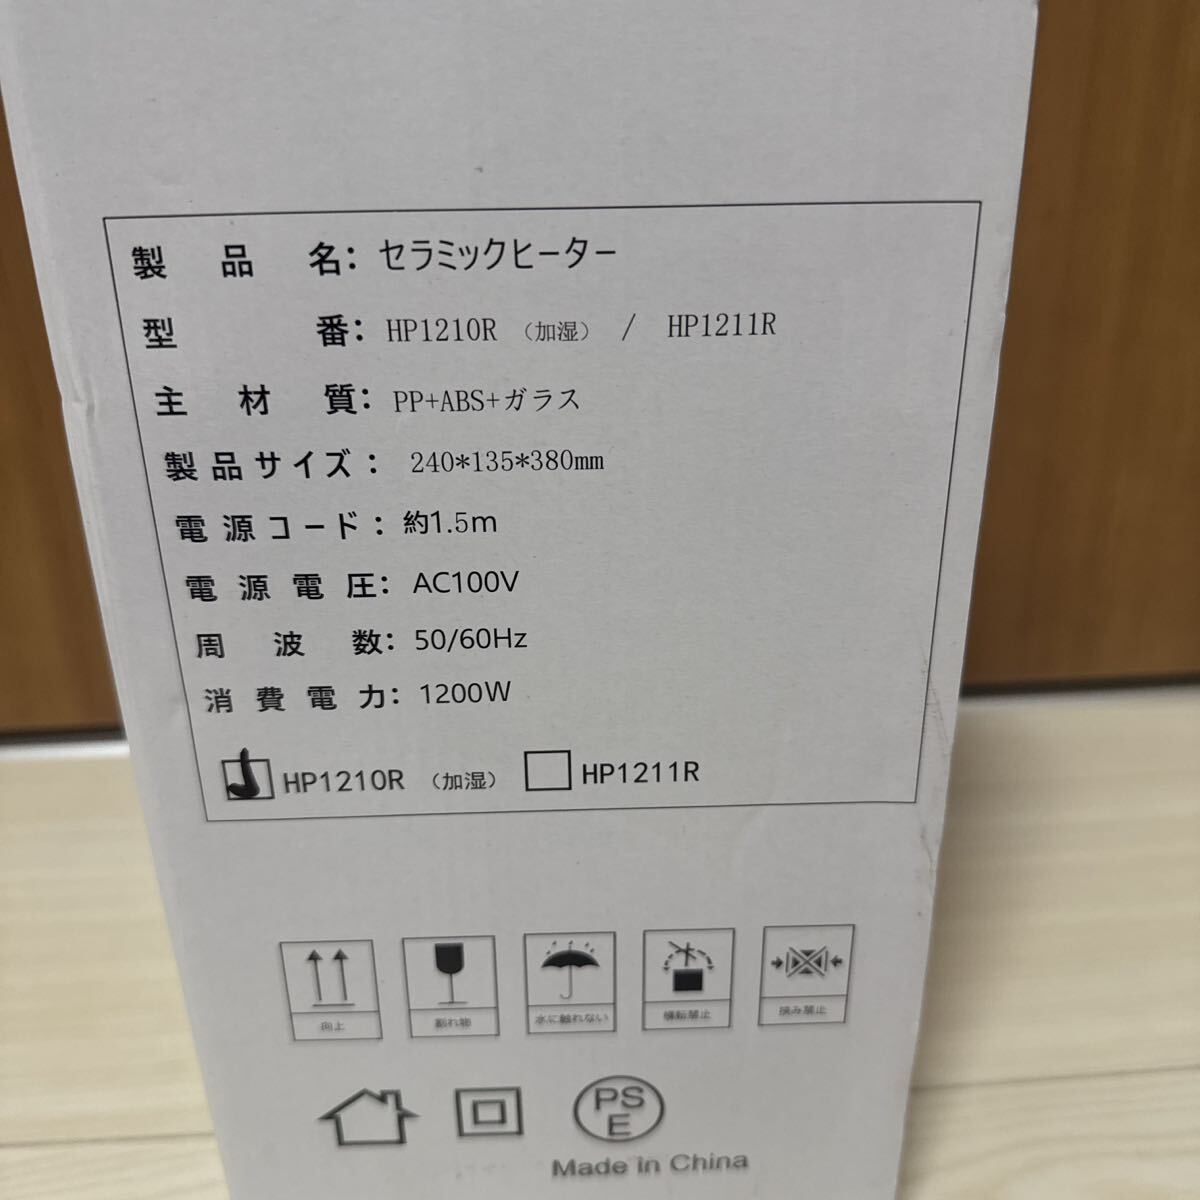 製品名：セラミックヒーター
型番：HP1210R（加湿） / HP1211R
主材質：PP+ABS+ガラス
製品サイズ：240*135*380mm
電源コード：約1.5m
電源電圧：AC100V
周波数：50/60Hz
消費電力：1200W
HP1210R（加湿） HP1211R
向上 割れ物 水に触れない 横転禁止 挟み禁止
PS
E
Made in China